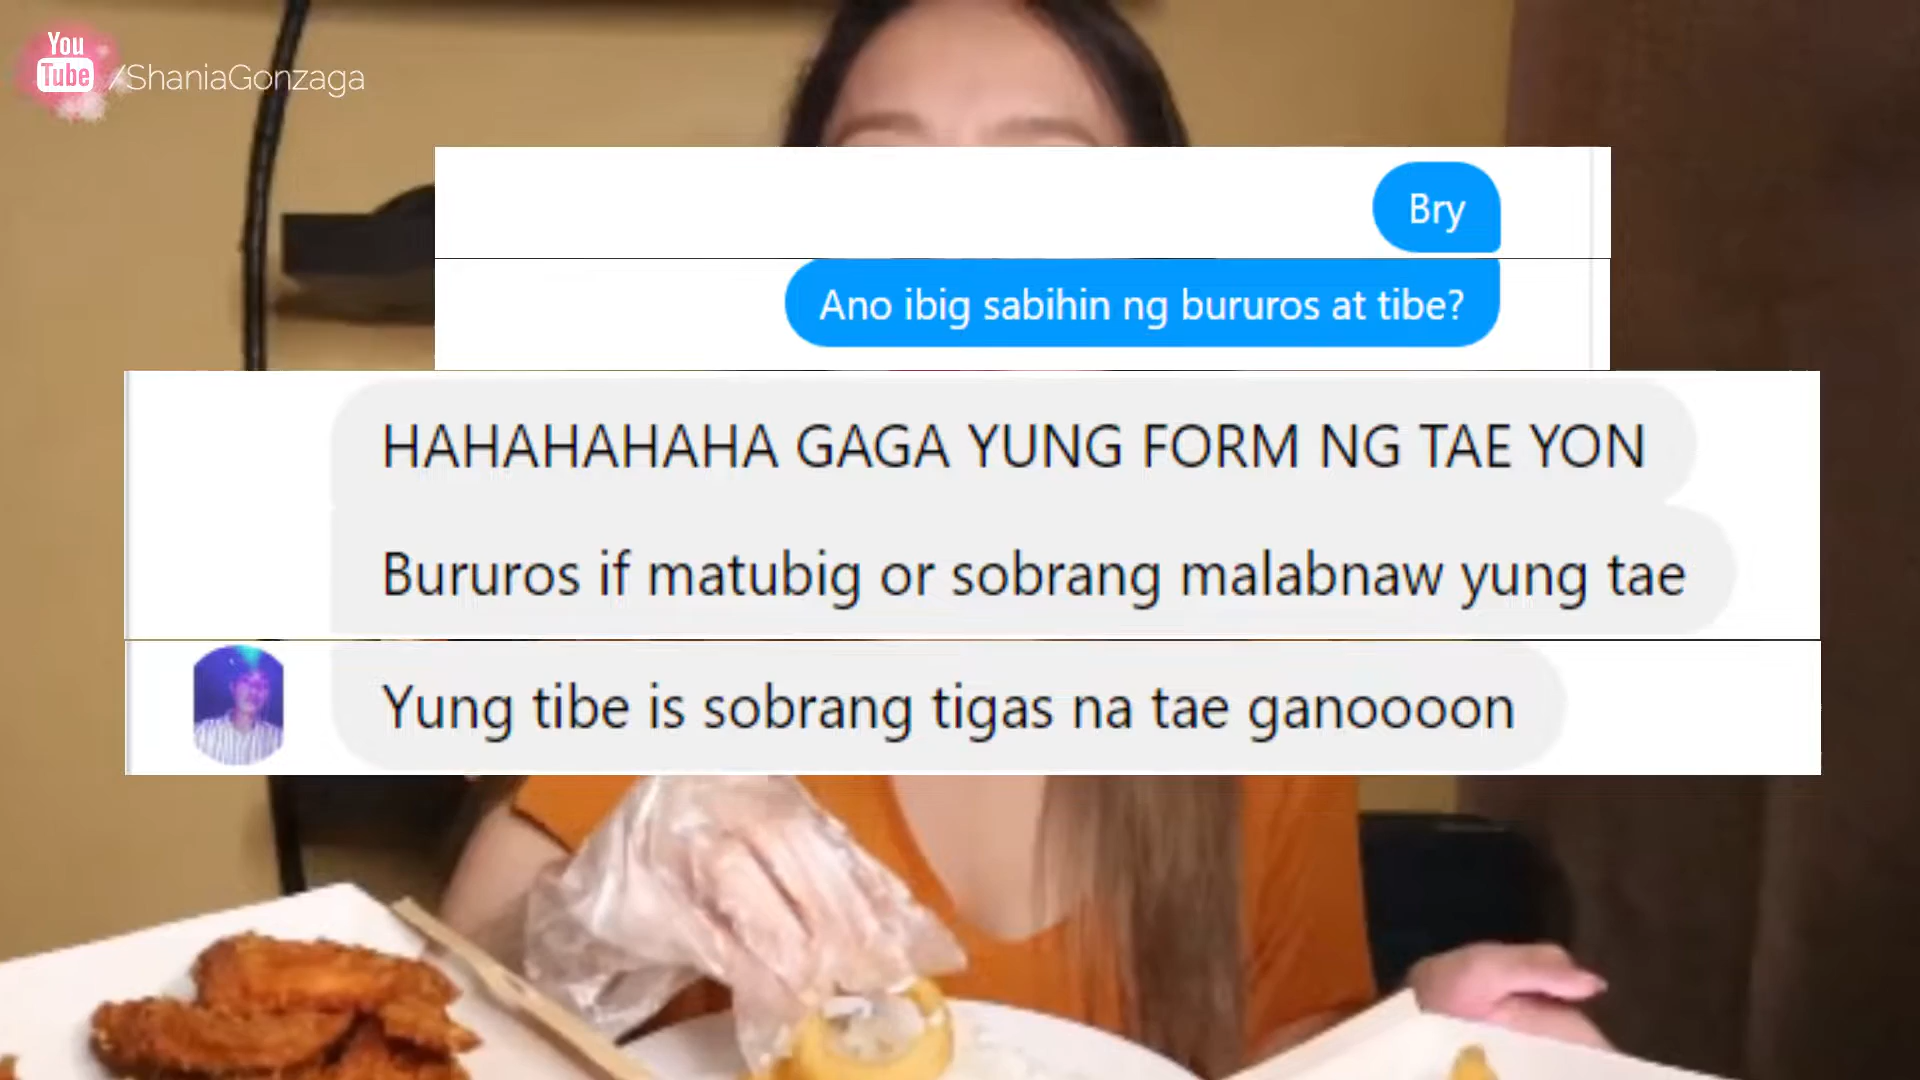 You
Tube /ShaniaGonzaga
Bry
Ano ibig sabihin ng bururos at tibe?
HAHAHAHAHA GAGA YUNG FORM NG TAE YON
Bururos if matubig or sobrang malabnaw yung tae
Yung tibe is sobrang tigas na tae ganoooon